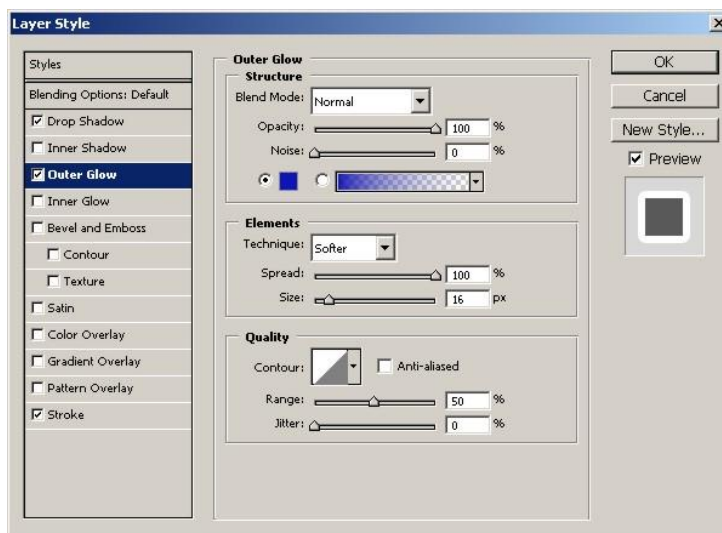 Layer Style
Styles
Blending Options: Default
Drop Shadow
Inner Shadow
Outer Glow
Inner Glow
Bevel and Emboss
Contour
Texture
Satin
Color Overlay
Gradient Overlay
Pattern Overlay
Stroke
Outer Glow
Structure
Blend Mode: Normal
Opacity: 100 %
Noise: 0 %
Elements
Technique: Softer
Spread: 100 %
Size: 16 px
Quality
Contour: Anti-aliased
Range: 50 %
Jitter: 0 %
OK
Cancel
New Style...
Preview